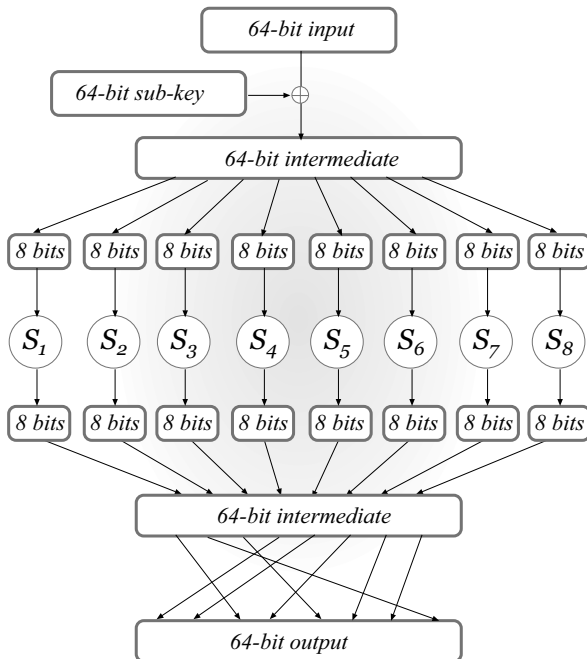 64-bit input
64-bit sub-key
64-bit intermediate
8 bits 8 bits 8 bits 8 bits 8 bits 8 bits 8 bits 8 bits
S1 S2 S3 S4 S5 S6 S7 S8
8 bits 8 bits 8 bits 8 bits 8 bits 8 bits 8 bits 8 bits
64-bit intermediate
64-bit output